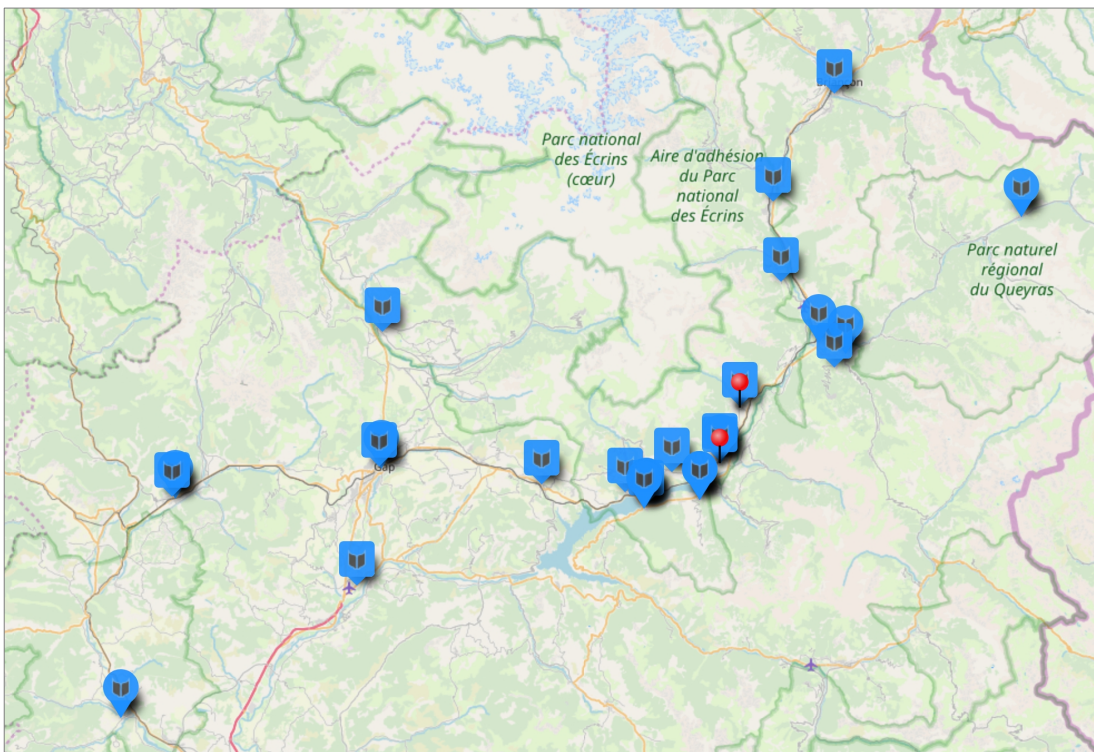 Parc national
des Écrins
(cœur)
Aire d'adhésion
du Parc
national
des Écrins
Parc naturel
régional
du Queyras
Gap